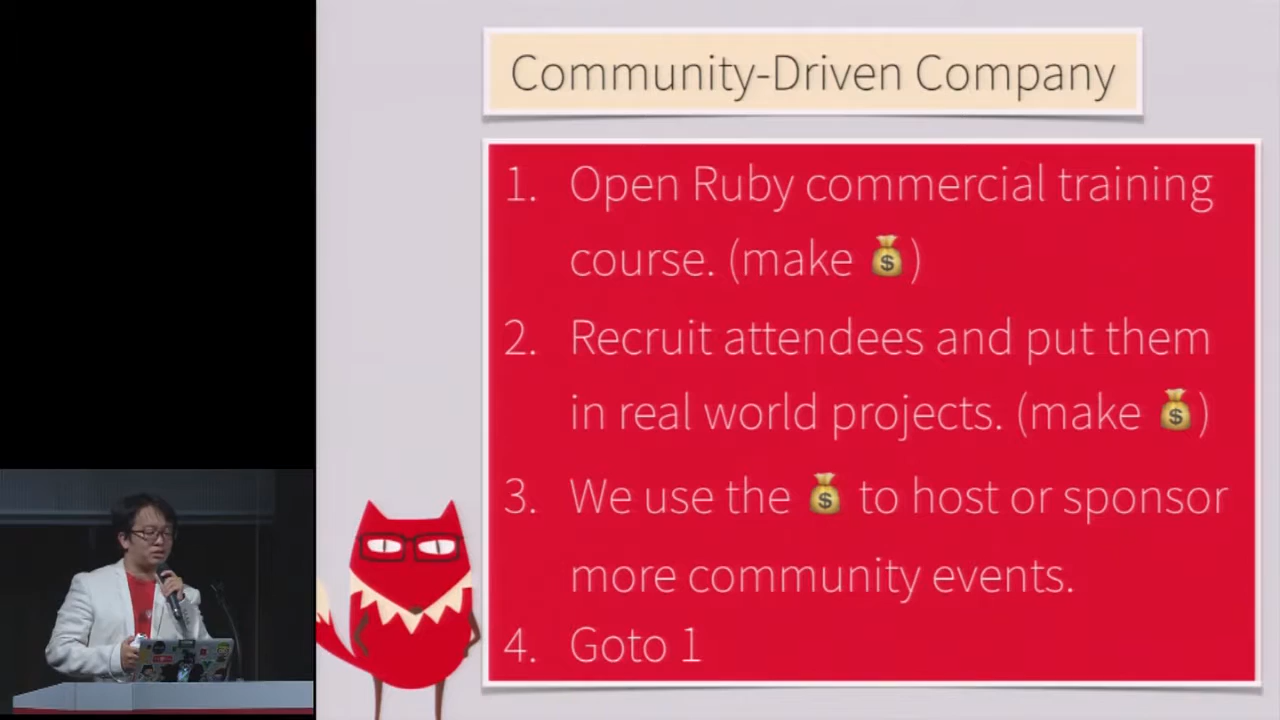 Community-Driven Company
1. Open Ruby commercial training
course. (make 💰)
2. Recruit attendees and put them
in real world projects. (make 💰)
3. We use the 💰 to host or sponsor
more community events.
4. Goto 1